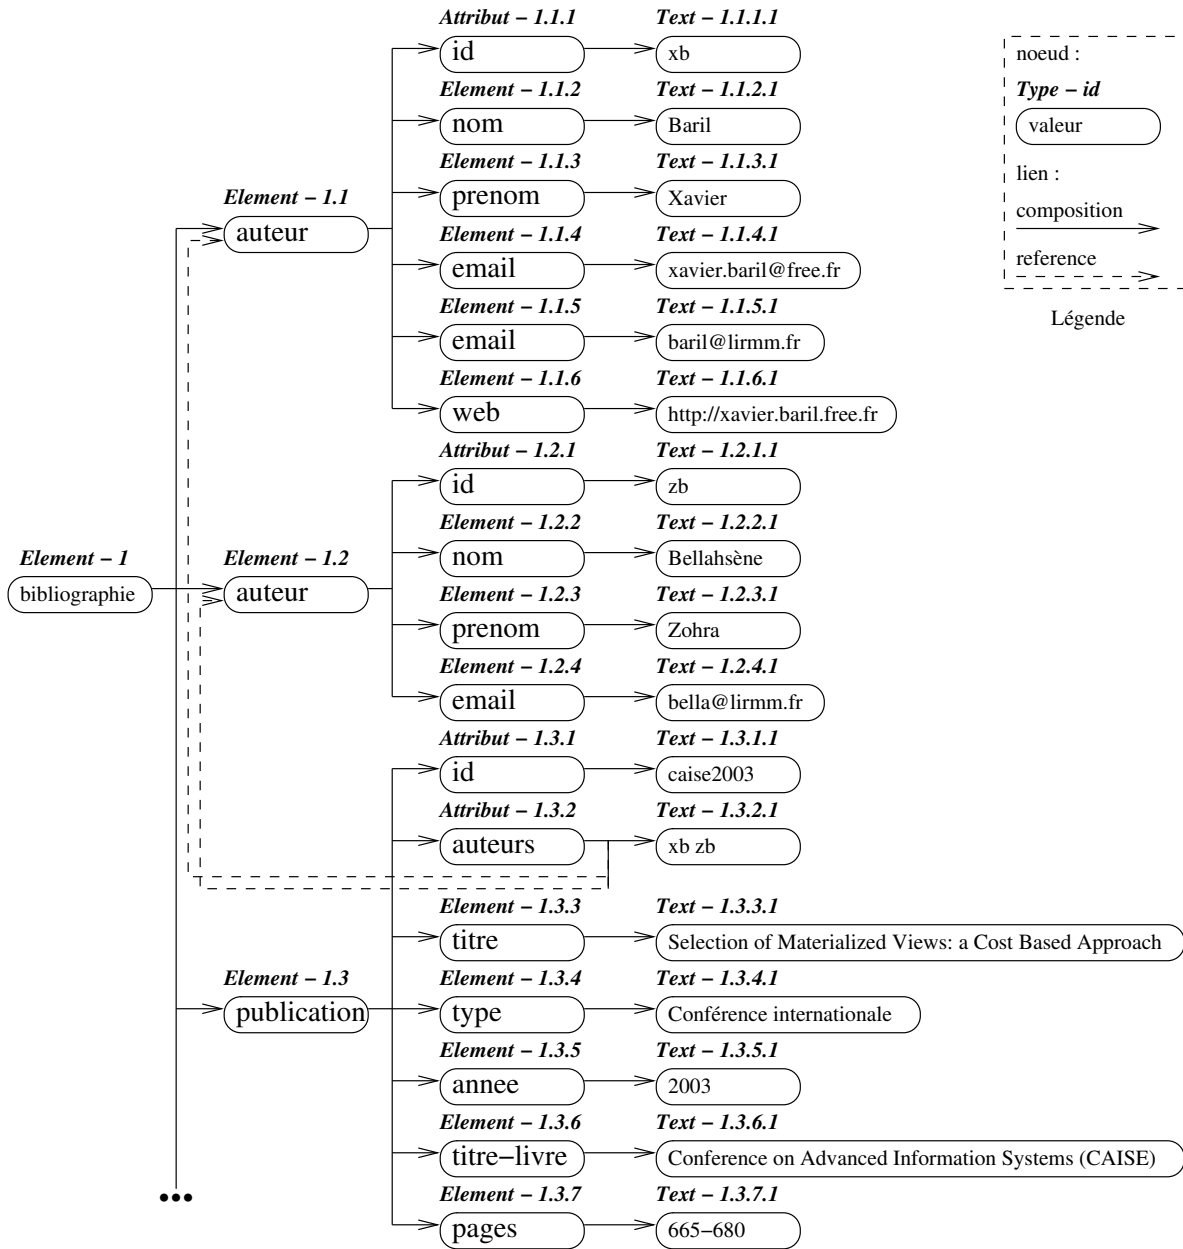 Attribut – 1.1.1 Text – 1.1.1.1
id xb
Element – 1.1.2 Text – 1.1.2.1
nom Baril
Element – 1.1.3 Text – 1.1.3.1
prenom Xavier
Element – 1.1
auteur
Element – 1.1.4 Text – 1.1.4.1
email xavier.baril@free.fr
Element – 1.1.5 Text – 1.1.5.1
email baril@lirmm.fr
Element – 1.1.6 Text – 1.1.6.1
web http://xavier.baril.free.fr
Attribut – 1.2.1 Text – 1.2.1.1
id zb
Element – 1.2.2 Text – 1.2.2.1
nom Bellahsène
Element – 1 Element – 1.2
bibliographie auteur
Element – 1.2.3 Text – 1.2.3.1
prenom Zohra
Element – 1.2.4 Text – 1.2.4.1
email bella@lirmm.fr
Attribut – 1.3.1 Text – 1.3.1.1
id caise2003
Attribut – 1.3.2 Text – 1.3.2.1
auteurs xb zb
Element – 1.3.3 Text – 1.3.3.1
titre Selection of Materialized Views: a Cost Based Approach
Element – 1.3
publication
Element – 1.3.4 Text – 1.3.4.1
type Conférence internationale
Element – 1.3.5 Text – 1.3.5.1
annee 2003
Element – 1.3.6 Text – 1.3.6.1
titre–livre Conference on Advanced Information Systems (CAISE)
Element – 1.3.7 Text – 1.3.7.1
pages 665–680
•••
noeud :
Type – id
valeur
lien :
composition
reference
Légende